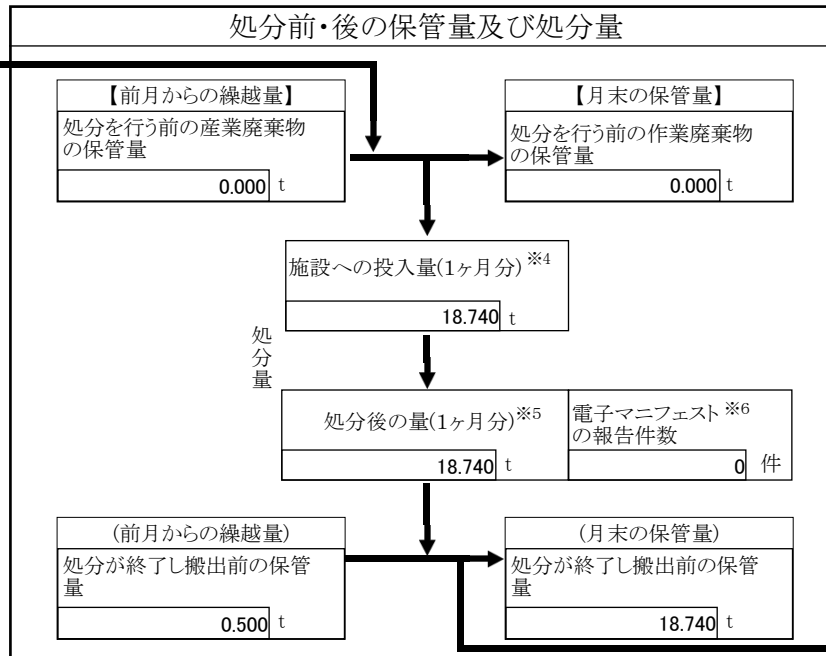 処分前・後の保管量及び処分量
【前月からの繰越量】
処分を行う前の産業廃棄物
の保管量
0.000 t
【月末の保管量】
処分を行う前の作業廃棄物
の保管量
0.000 t
施設への投入量(1ヶ月分)※4
18.740 t
処分量
処分後の量(1ヶ月分)※5
18.740 t
電子マニフェスト※6
の報告件数
0 件
(前月からの繰越量)
処分が終了し搬出前の保管
量
0.500 t
(月末の保管量)
処分が終了し搬出前の保管
量
18.740 t